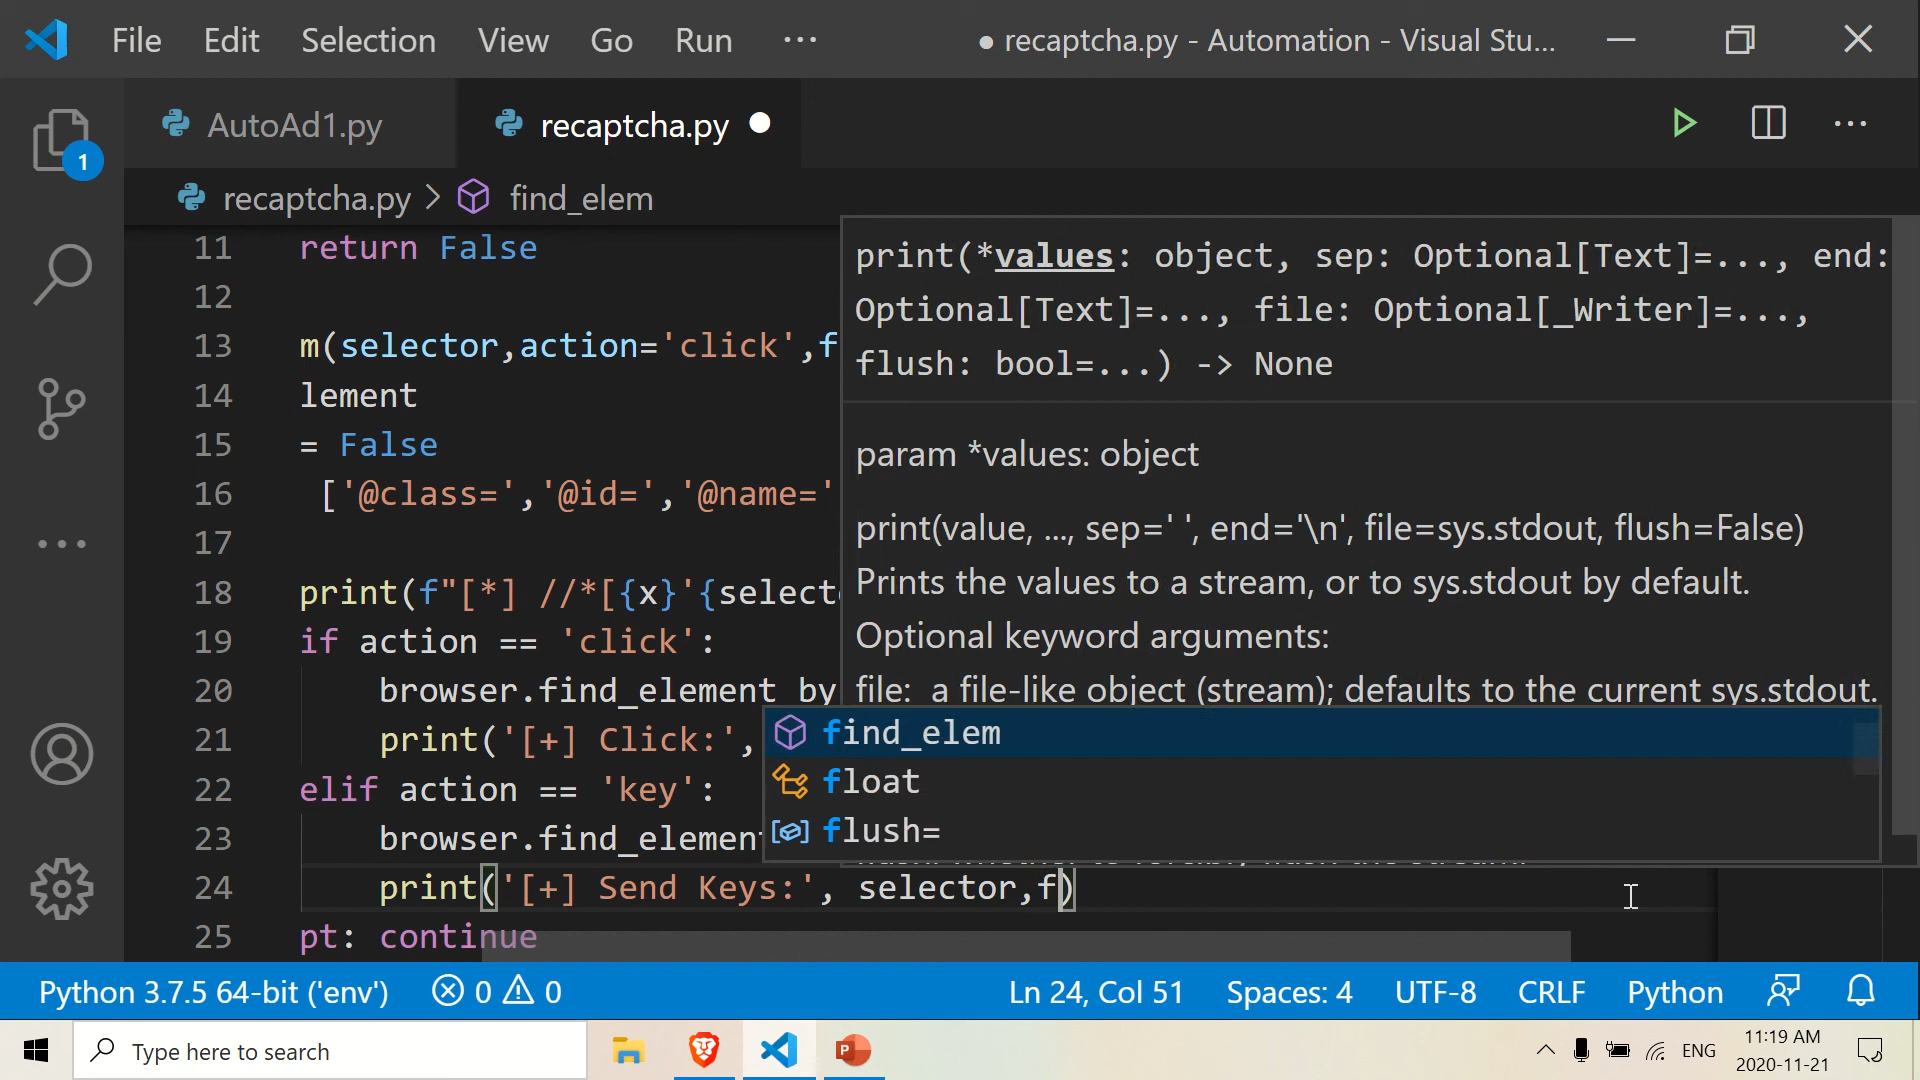 File Edit Selection View Go Run ··· ● recaptcha.py - Automation - Visual Stu...
AutoAd1.py recaptcha.py
recaptcha.py > find_elem
1
11 return False
12
13 m(selector,action='click',f
14 lement
15 = False
16 ['@class=','@id=','@name='
17
18 print(f"[*] //*[{x}'{select
19 if action == 'click':
20 browser.find_element_by
21 print('[+] Click:',
22 elif action == 'key':
23 browser.find_element
24 print('[+] Send Keys:', selector,f)
25 pt: continue
print(*values: object, sep: Optional[Text]=..., end:
Optional[Text]=..., file: Optional[_Writer]=...,
flush: bool=...) -> None
param *values: object
print(value, ..., sep=' ', end='\n', file=sys.stdout, flush=False)
Prints the values to a stream, or to sys.stdout by default.
Optional keyword arguments:
file: a file-like object (stream); defaults to the current sys.stdout.
find_elem
float
flush=
Python 3.7.5 64-bit ('env') 0 0 Ln 24, Col 51 Spaces: 4 UTF-8 CRLF Python
Type here to search ENG 11:19 AM
2020-11-21